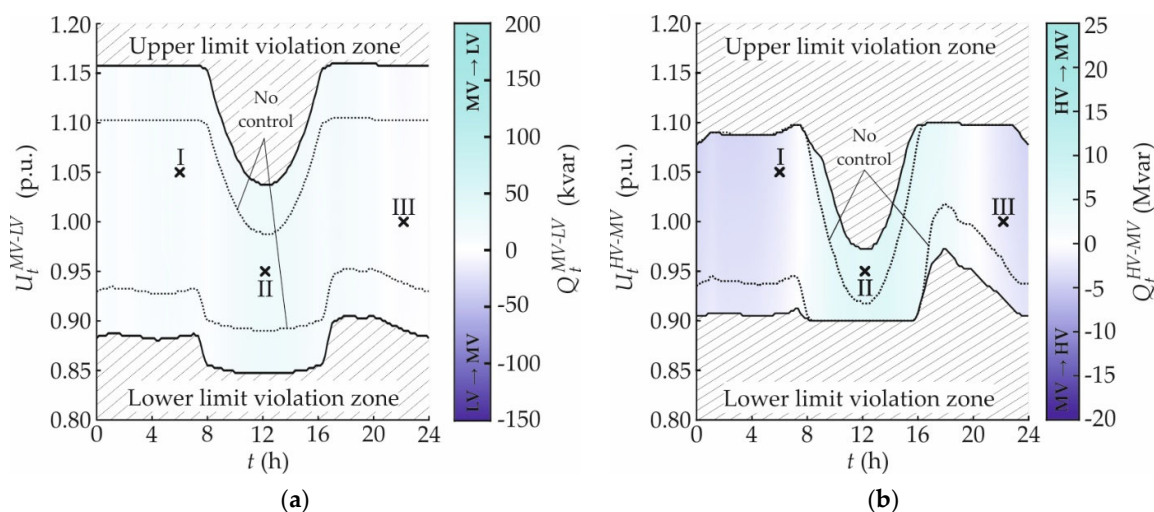 1.20
1.15
1.10
1.05
1.00
0.95
0.90
0.85
0.80
U_t^{MV-LV} (p.u.)
Upper limit violation zone
No
control
I
II
III
Lower limit violation zone
0 4 8 12 16 20 24
t (h)
200
150
100
50
0
-50
-100
-150
MV → LV
LV → MV
Q_t^{MV-LV} (kvar)
(a)
1.20
1.15
1.10
1.05
1.00
0.95
0.90
0.85
0.80
U_t^{HV-MV} (p.u.)
Upper limit violation zone
No
control
I
II
III
Lower limit violation zone
0 4 8 12 16 20 24
t (h)
25
20
15
10
5
0
-5
-10
-15
-20
HV → MV
MV → HV
Q_t^{HV-MV} (Mvar)
(b)